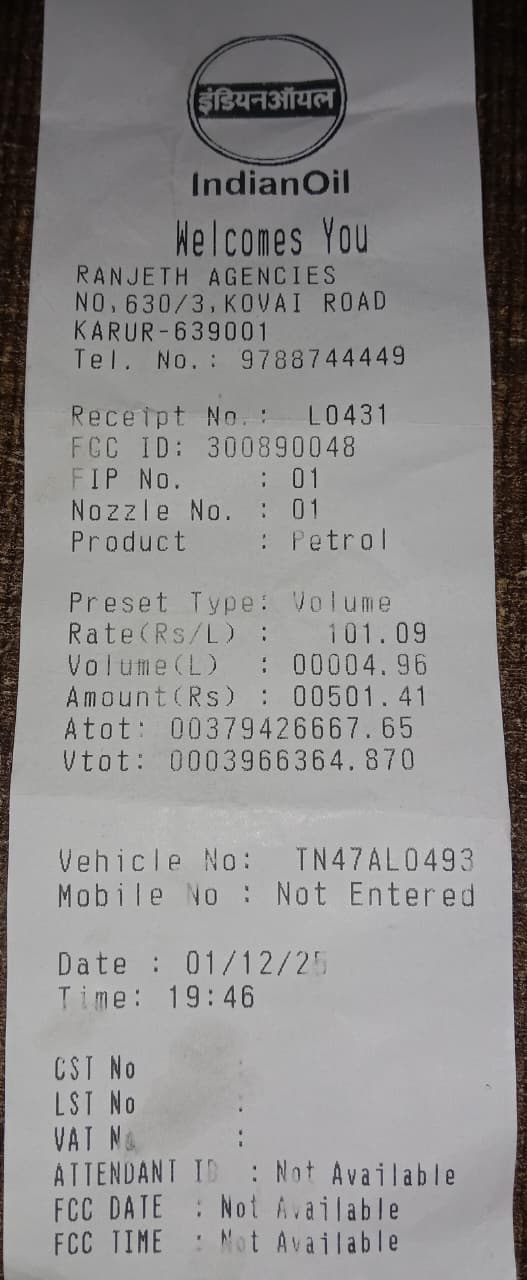 इंडियनऑयल
IndianOil
Welcomes You
RANJETH AGENCIES
NO,630/3,KOVAI ROAD
KARUR-639001
Tel. No.: 9788744449
Receipt No.: L0431
FCC ID: 300890048
FIP No. : 01
Nozzle No. : 01
Product : Petrol
Preset Type: Volume
Rate(Rs/L) : 101.09
Volume(L) : 00004.96
Amount(Rs) : 00501.41
Atot: 00379426667.65
Vtot: 0003966364.870
Vehicle No: TN47AL0493
Mobile No : Not Entered
Date : 01/12/25
Time: 19:46
CST No :
LST No :
VAT No :
ATTENDANT ID : Not Available
FCC DATE : Not Available
FCC TIME : Not Available